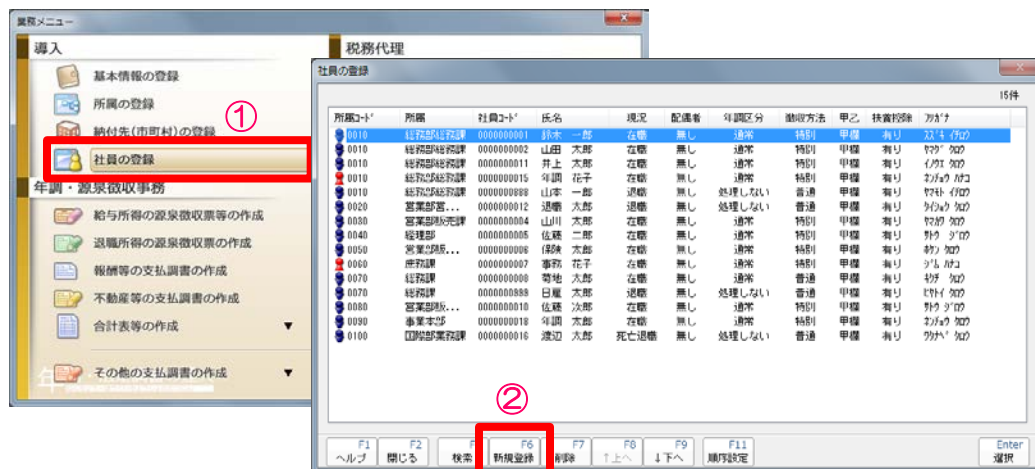 業務メニュー
導入
税務代理
基本情報の登録
所属の登録
①
納付先(市町村)の登録
社員の登録
年調・源泉徴収事務
給与所得の源泉徴収票等の作成
退職所得の源泉徴収票の作成
報酬等の支払調書の作成
不動産等の支払調書の作成
合計表等の作成 ▼
その他の支払調書の作成 ▼
社員の登録
15件
所属コード 所属 社員コード 氏名 現況 配偶者 年調区分 徴収方法 甲乙 扶養控除 フリガナ
0010 総務部総務課 0000000001 鈴木 一郎 在職 無し 通常 特別 甲欄 有り スズキ イチロウ
0010 総務部総務課 0000000002 山田 太郎 在職 無し 通常 特別 甲欄 有り ヤマダ タロウ
0010 総務部総務課 0000000011 井上 太郎 在職 無し 通常 特別 甲欄 有り イノウエ タロウ
0010 総務部総務課 0000000015 年調 花子 在職 無し 通常 特別 甲欄 有り ネンチョウ ハナコ
0010 総務部総務課 0000000888 山本 一郎 退職 無し 処理しない 普通 甲欄 有り ヤマモト イチロウ
0020 営業部営... 0000000012 退職 太郎 退職 無し 処理しない 普通 甲欄 有り タイショク タロウ
0030 営業部販売課 0000000004 山川 太郎 在職 無し 通常 特別 甲欄 有り ヤマカワ タロウ
0040 経理部 0000000005 佐藤 二郎 在職 無し 通常 特別 甲欄 有り サトウ ジロウ
0050 営業部販... 0000000006 保険 太郎 在職 無し 通常 特別 甲欄 有り ホケン タロウ
0060 庶務課 0000000007 事務 花子 在職 無し 通常 特別 甲欄 有り ジム ハナコ
0070 総務課 0000000008 菊地 太郎 在職 無し 通常 普通 甲欄 有り キクチ タロウ
0070 総務課 0000000999 日雇 太郎 退職 無し 処理しない 普通 甲欄 有り ヒヤトイ タロウ
0080 営業部販... 0000000010 佐藤 次郎 在職 無し 通常 特別 甲欄 有り サトウ ジロウ
0090 事業本部 0000000018 年調 太郎 在職 無し 通常 特別 甲欄 有り ネンチョウ タロウ
0100 国際部業務課 0000000016 渡辺 太郎 死亡退職 無し 処理しない 普通 甲欄 有り ワタナベ タロウ
②
F1 F2 F6 F7 F8 F9 F11 Enter
ヘルプ 閉じる 検索 新規登録 削除 ↑上へ ↓下へ 順序設定 選択